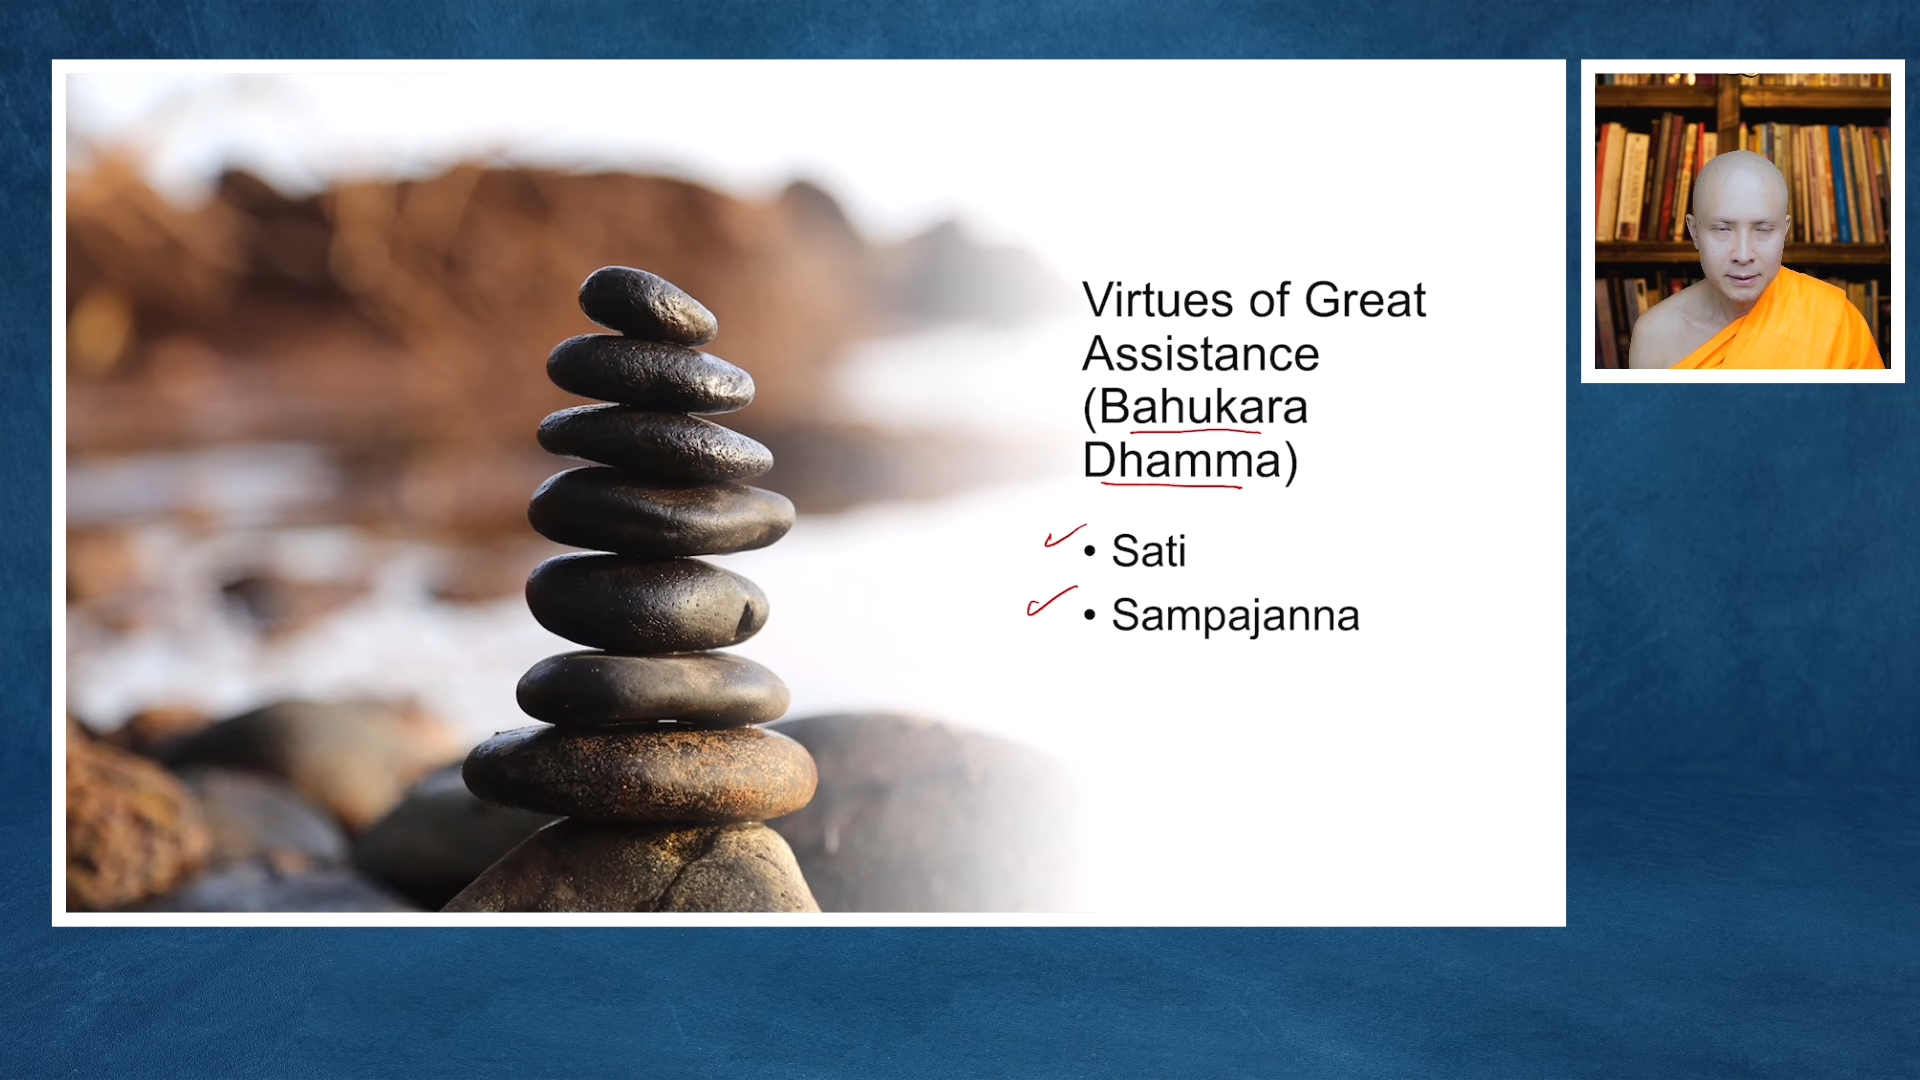 Virtues of Great
Assistance
(Bahukara
Dhamma)
• Sati
• Sampajanna